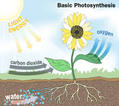 Basic Photosynthesis
LIGHT
ENERGY
oxygen
carbon dioxide
water